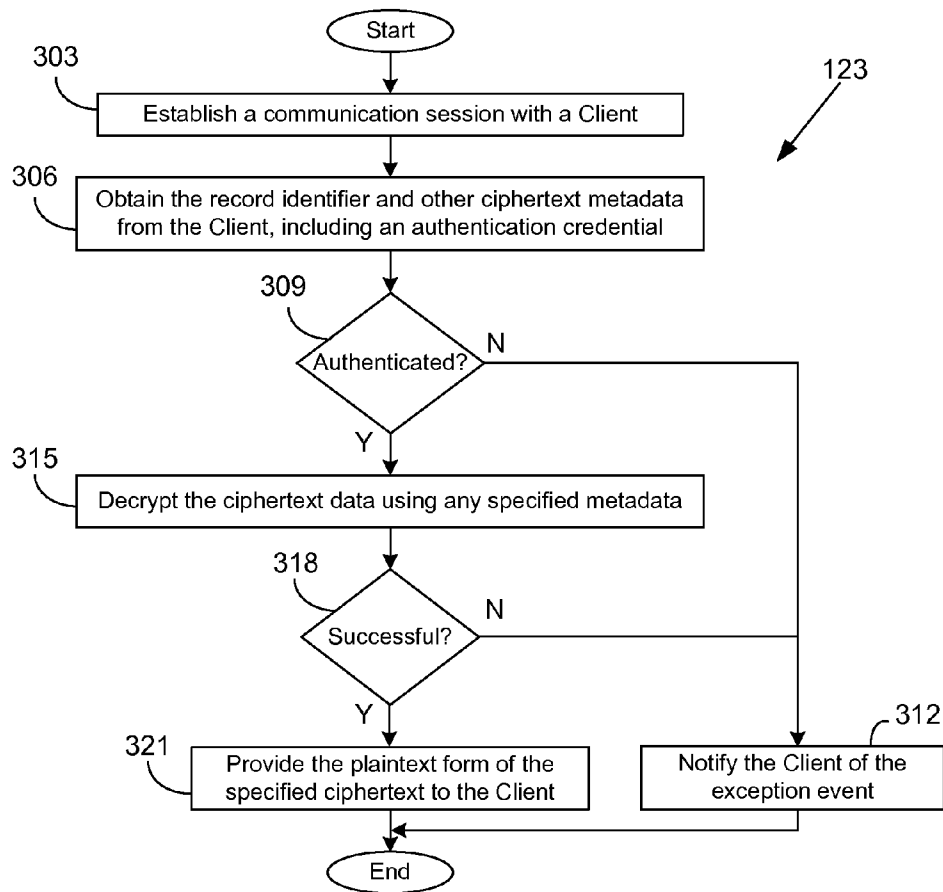 Start
303
123
Establish a communication session with a Client
306
Obtain the record identifier and other ciphertext metadata
from the Client, including an authentication credential
309
Authenticated?
N
Y
315
Decrypt the ciphertext data using any specified metadata
318
Successful?
N
Y
321
312
Provide the plaintext form of the
specified ciphertext to the Client
Notify the Client of the
exception event
End